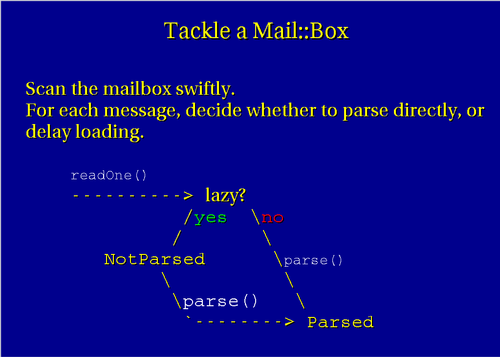 Tackle a Mail::Box
Scan the mailbox swiftly.
For each message, decide whether to parse directly, or
delay loading.
readOne()
----------> lazy?
/yes \no
/ \
NotParsed \parse()
\ \
\parse() \
`--------> Parsed